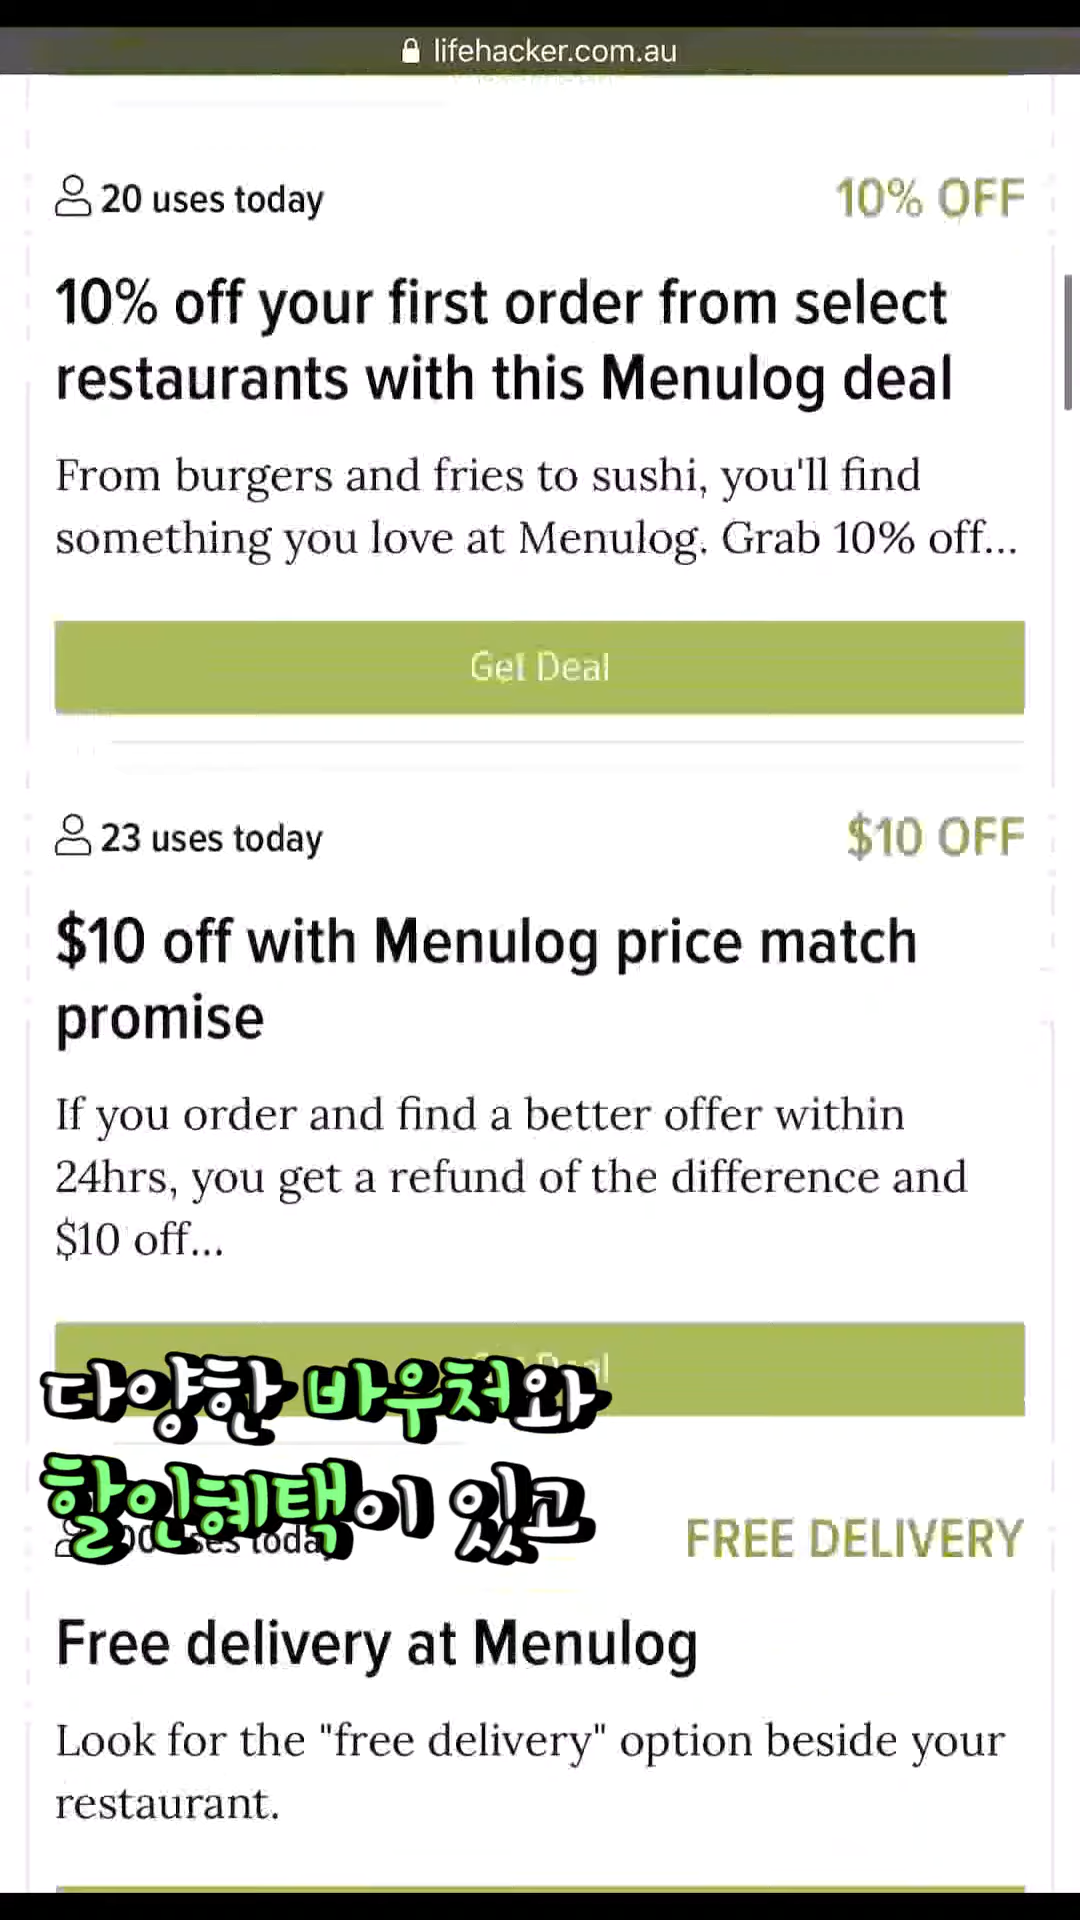 lifehacker.com.au
20 uses today
10% OFF
10% off your first order from select
restaurants with this Menulog deal
From burgers and fries to sushi, you'll find
something you love at Menulog. Grab 10% off...
Get Deal
23 uses today
$10 OFF
$10 off with Menulog price match
promise
If you order and find a better offer within
24hrs, you get a refund of the difference and
$10 off...
다양한 바우처와
할인혜택이 있고
FREE DELIVERY
Free delivery at Menulog
Look for the "free delivery" option beside your
restaurant.